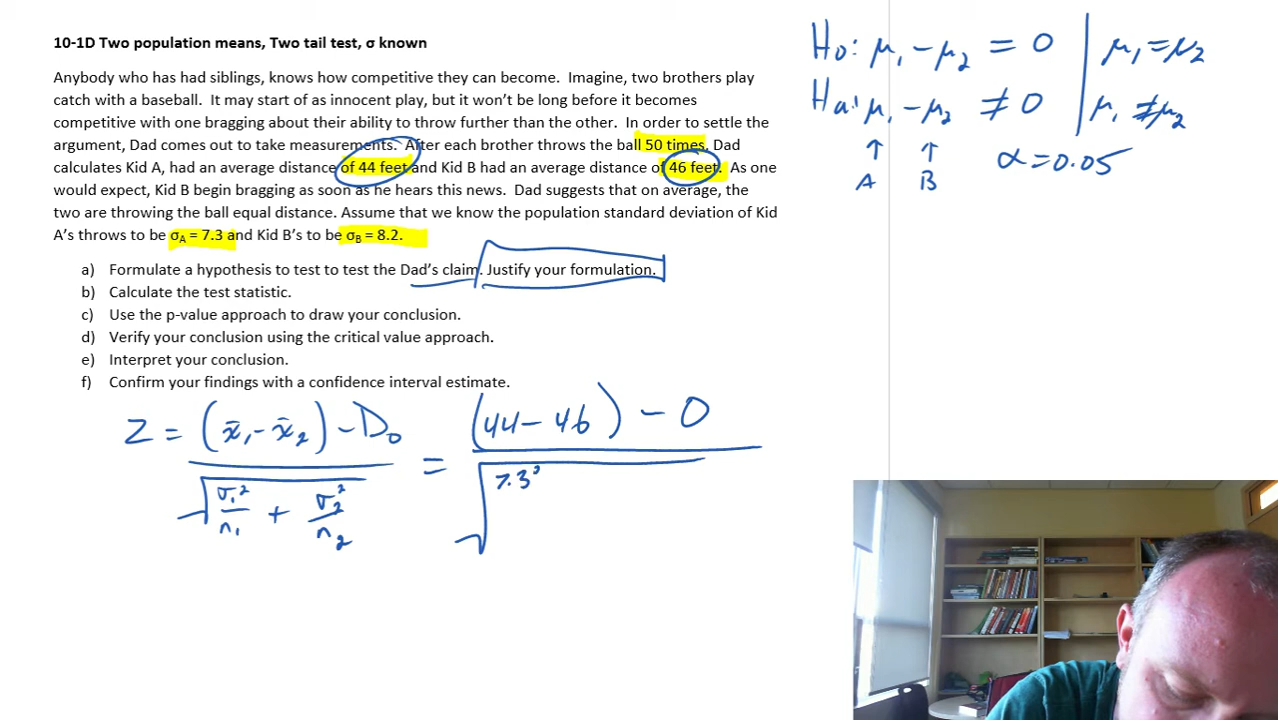 10-1D Two population means, Two tail test, σ known
Anybody who has had siblings, knows how competitive they can become. Imagine, two brothers play
catch with a baseball. It may start of as innocent play, but it won't be long before it becomes
competitive with one bragging about their ability to throw further than the other. In order to settle the
argument, Dad comes out to take measurements. After each brother throws the ball 50 times, Dad
calculates Kid A, had an average distance of 44 feet and Kid B had an average distance of 46 feet. As one
would expect, Kid B begin bragging as soon as he hears this news. Dad suggests that on average, the
two are throwing the ball equal distance. Assume that we know the population standard deviation of Kid
A's throws to be σA = 7.3 and Kid B's to be σB = 8.2.
a) Formulate a hypothesis to test to test the Dad's claim. Justify your formulation.
b) Calculate the test statistic.
c) Use the p-value approach to draw your conclusion.
d) Verify your conclusion using the critical value approach.
e) Interpret your conclusion.
f) Confirm your findings with a confidence interval estimate.
Ho: μ₁ - μ₂ = 0 | μ₁ = μ₂
Ha: μ₁ - μ₂ ≠ 0 | μ₁ ≠ μ₂
↑ ↑ α = 0.05
A B
Z = (x̄₁ - x̄₂) - D₀ = (44 - 46) - 0
√ σ₁² + σ₂² √ 7.3²
n₁ n₂